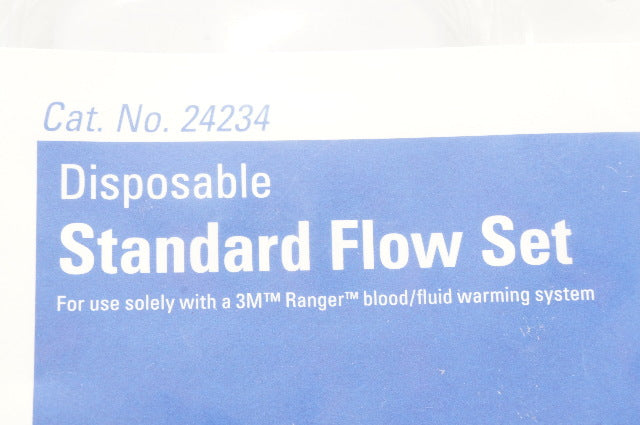 Cat. No. 24234
Disposable
Standard Flow Set
For use solely with a 3M™ Ranger™ blood/fluid warming system